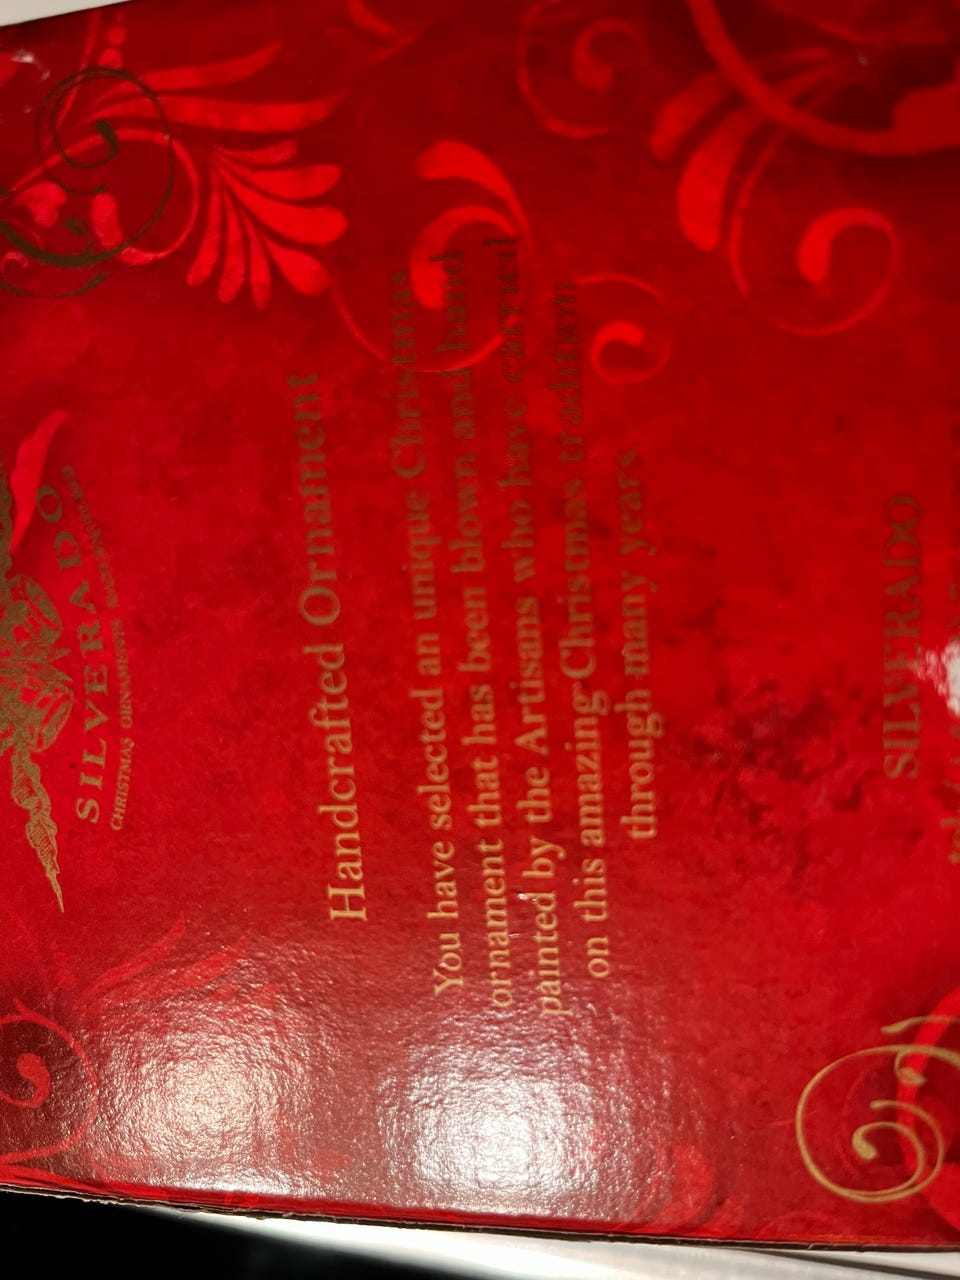 SILVERADO
CHRISTMAS ORNAMENTS
Handcrafted Ornament
You have selected an unique Christmas
ornament that has been blown and hand
painted by the Artisans who have carried
on this amazing Christmas tradition
through many years
SILVERADO